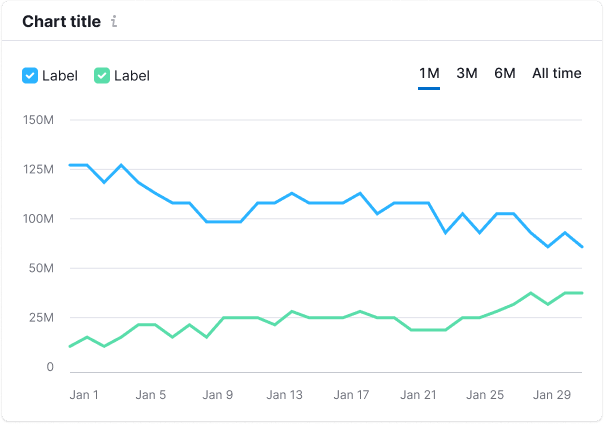 Chart title
Label Label 1M 3M 6M All time
150M
125M
100M
50M
25M
0
Jan 1 Jan 5 Jan 9 Jan 13 Jan 17 Jan 21 Jan 25 Jan 29